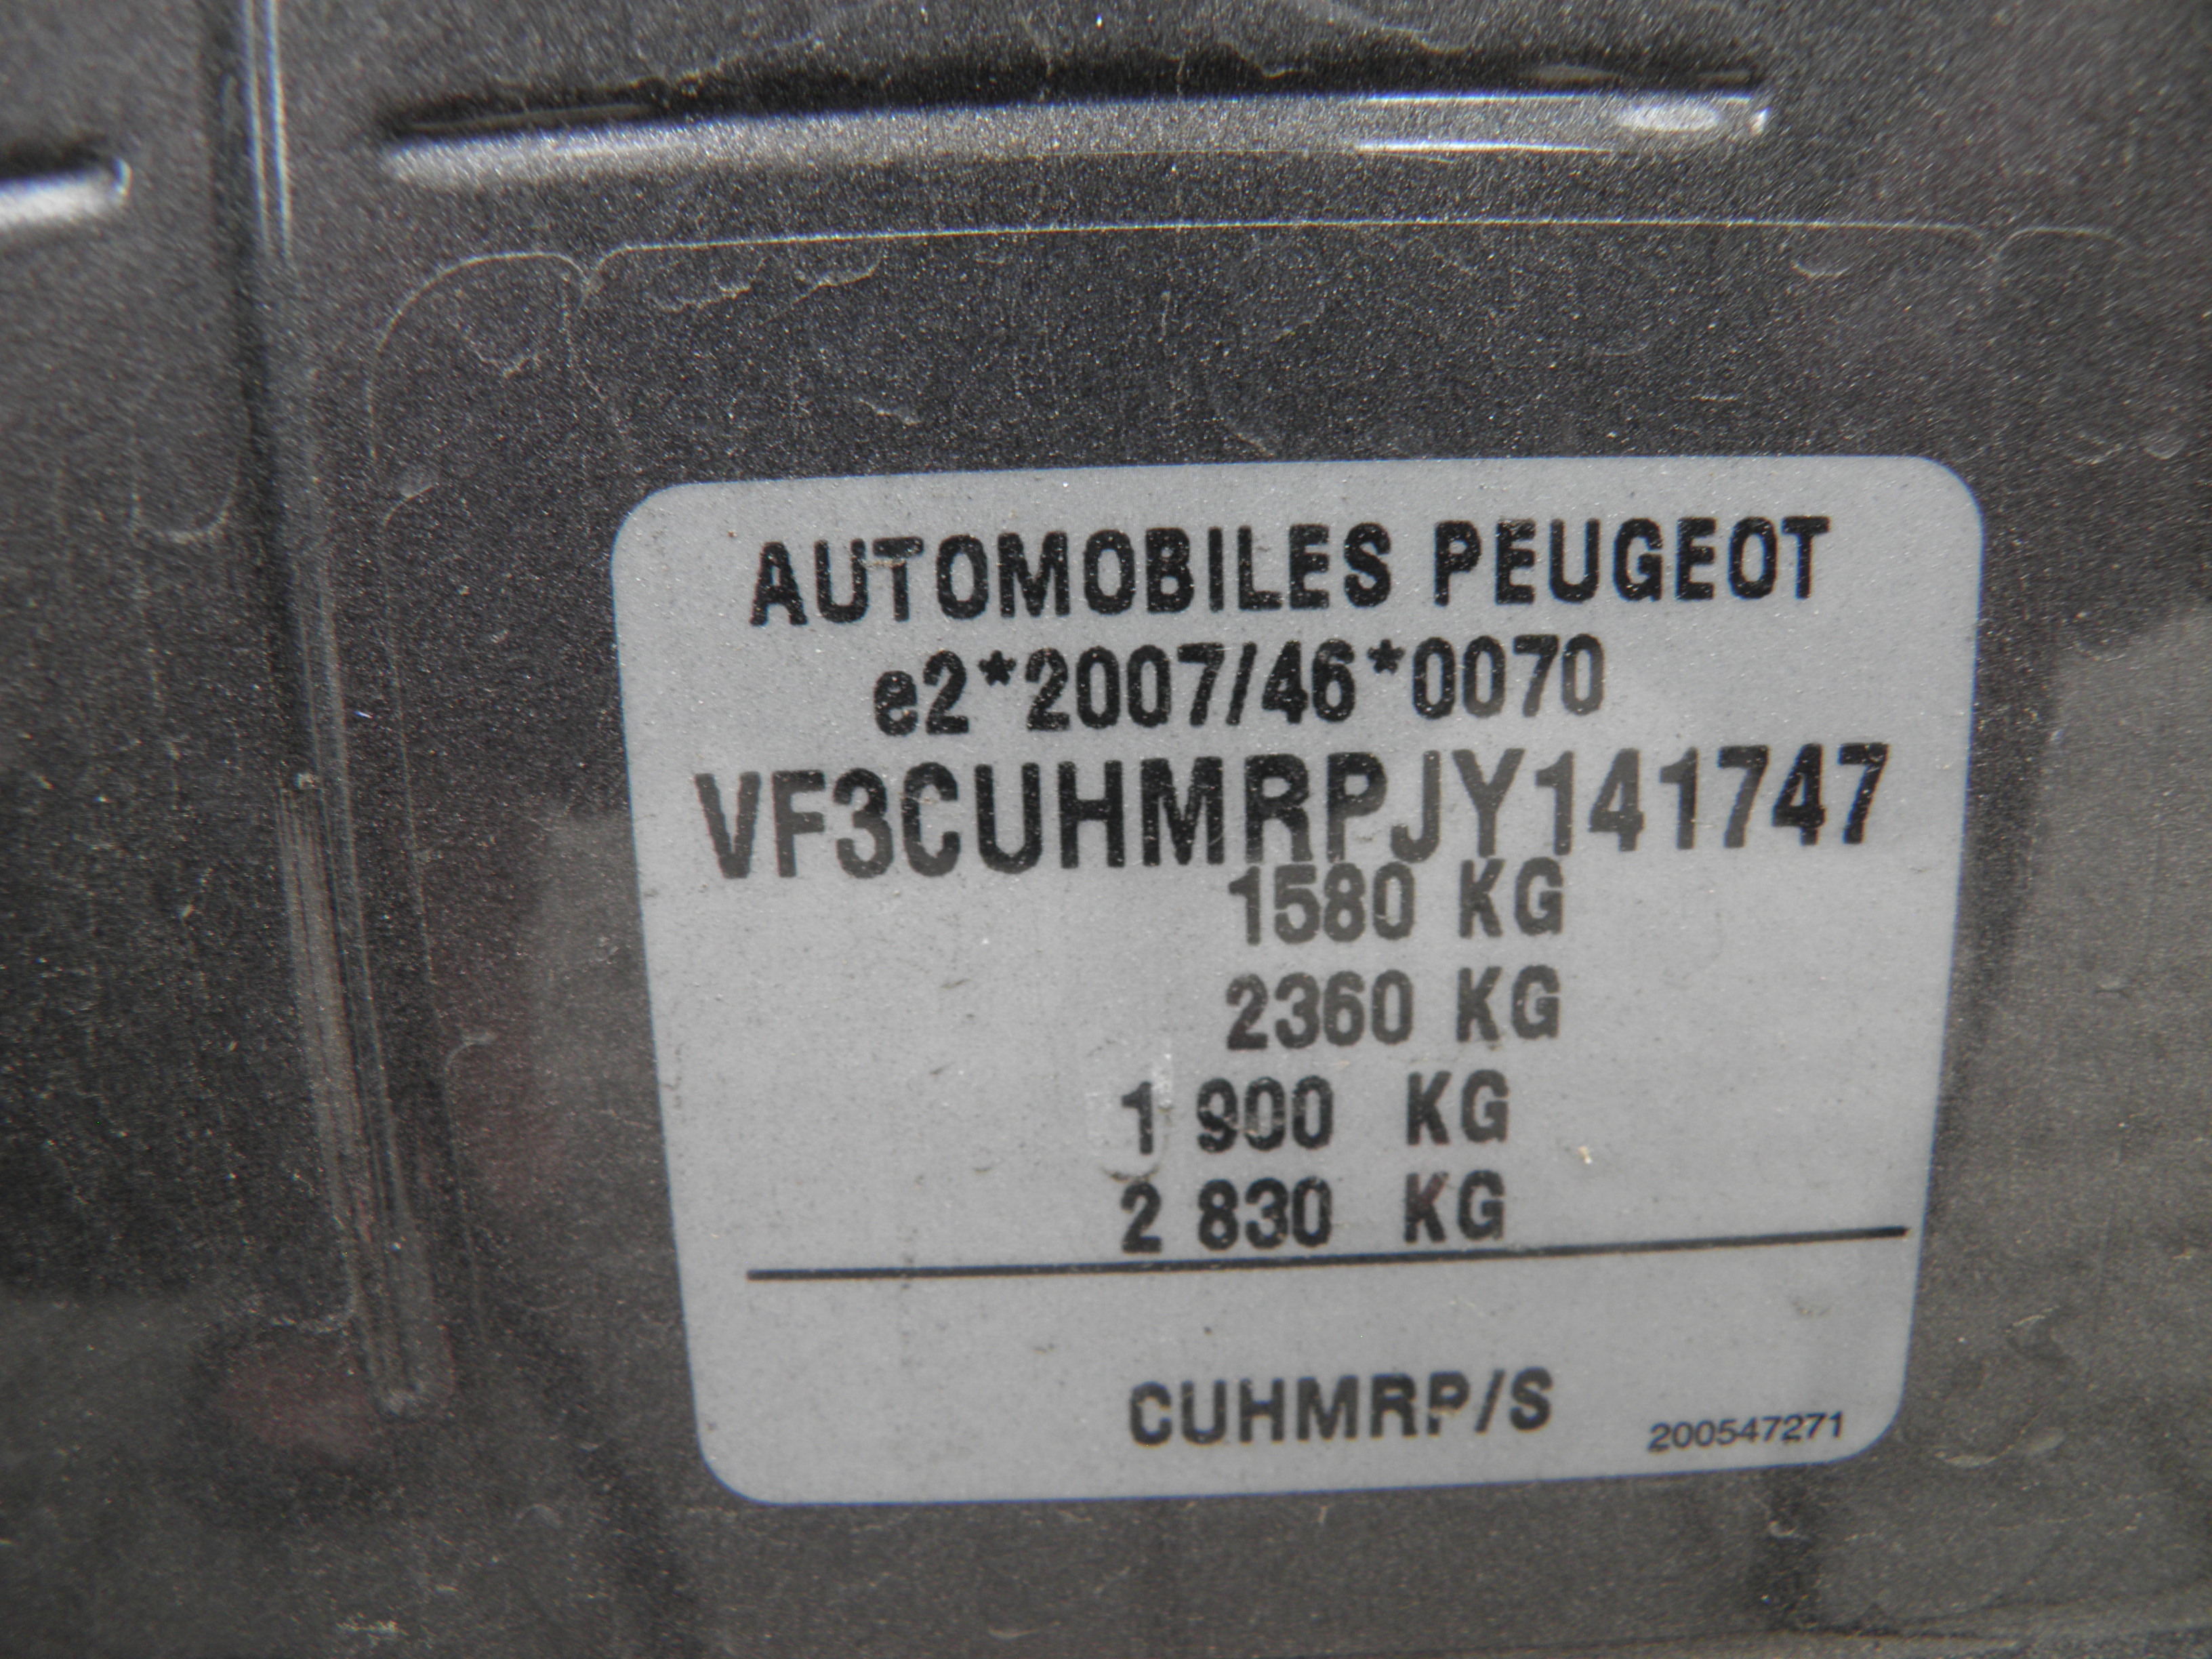 AUTOMOBILES PEUGEOT
e2*2007/46*0070
VF3CUHMRPJY141747
1580 KG
2360 KG
1 900 KG
2 830 KG
CUHMRP/S
200547271